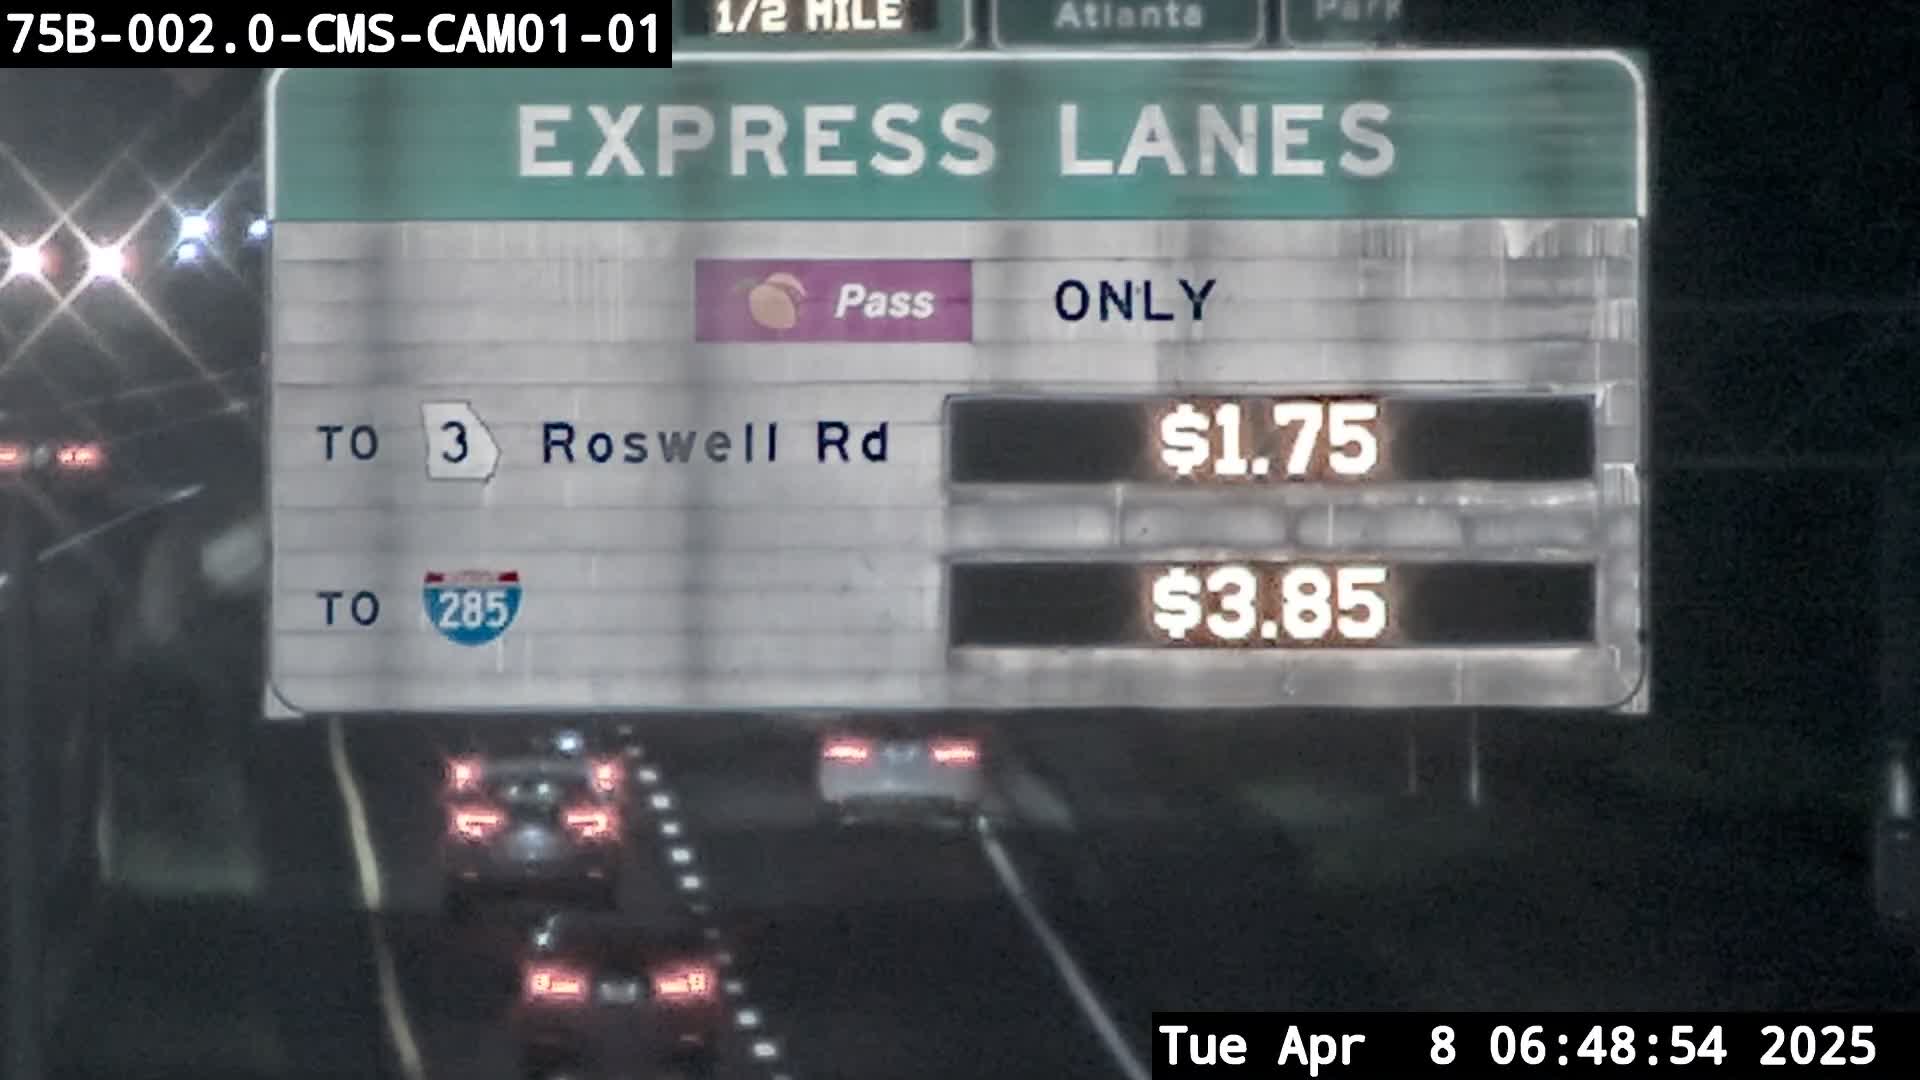 75B-002.0-CMS-CAM01-01
1/2 MILE
Atlanta
Park
EXPRESS LANES
Pass ONLY
TO 3 Roswell Rd $1.75
TO 285 $3.85
Tue Apr 8 06:48:54 2025